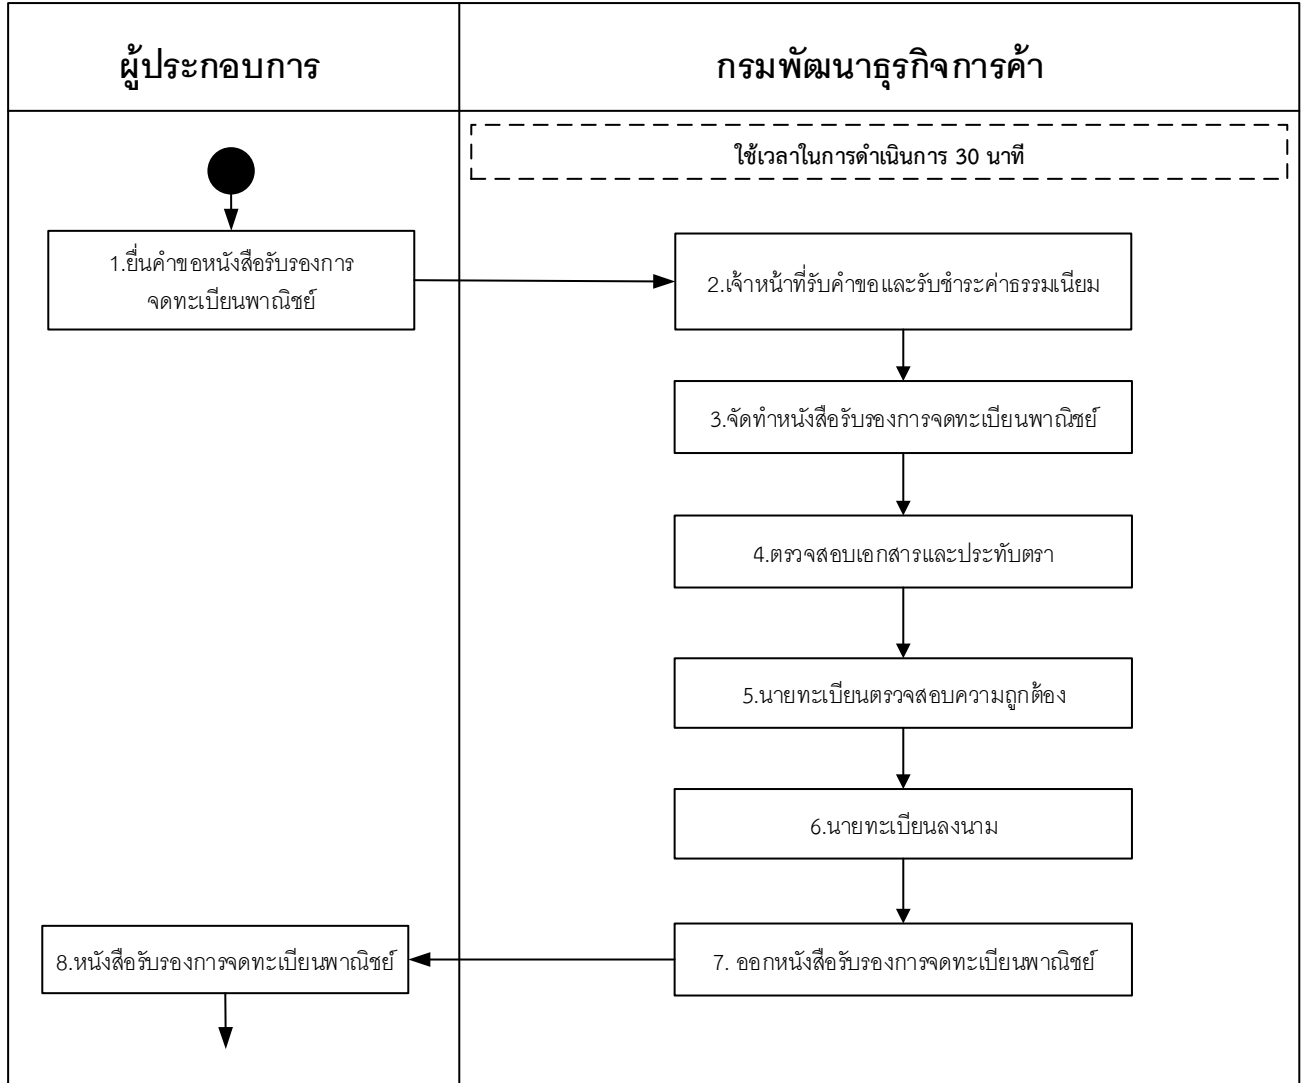 ผู้ประกอบการ
กรมพัฒนาธุรกิจการค้า
ใช้เวลาในการดำเนินการ 30 นาที
1.ยื่นคำขอหนังสือรับรองการ
จดทะเบียนพาณิชย์
2.เจ้าหน้าที่รับคำขอและรับชำระค่าธรรมเนียม
3.จัดทำหนังสือรับรองการจดทะเบียนพาณิชย์
4.ตรวจสอบเอกสารและประทับตรา
5.นายทะเบียนตรวจสอบความถูกต้อง
6.นายทะเบียนลงนาม
7. ออกหนังสือรับรองการจดทะเบียนพาณิชย์
8.หนังสือรับรองการจดทะเบียนพาณิชย์